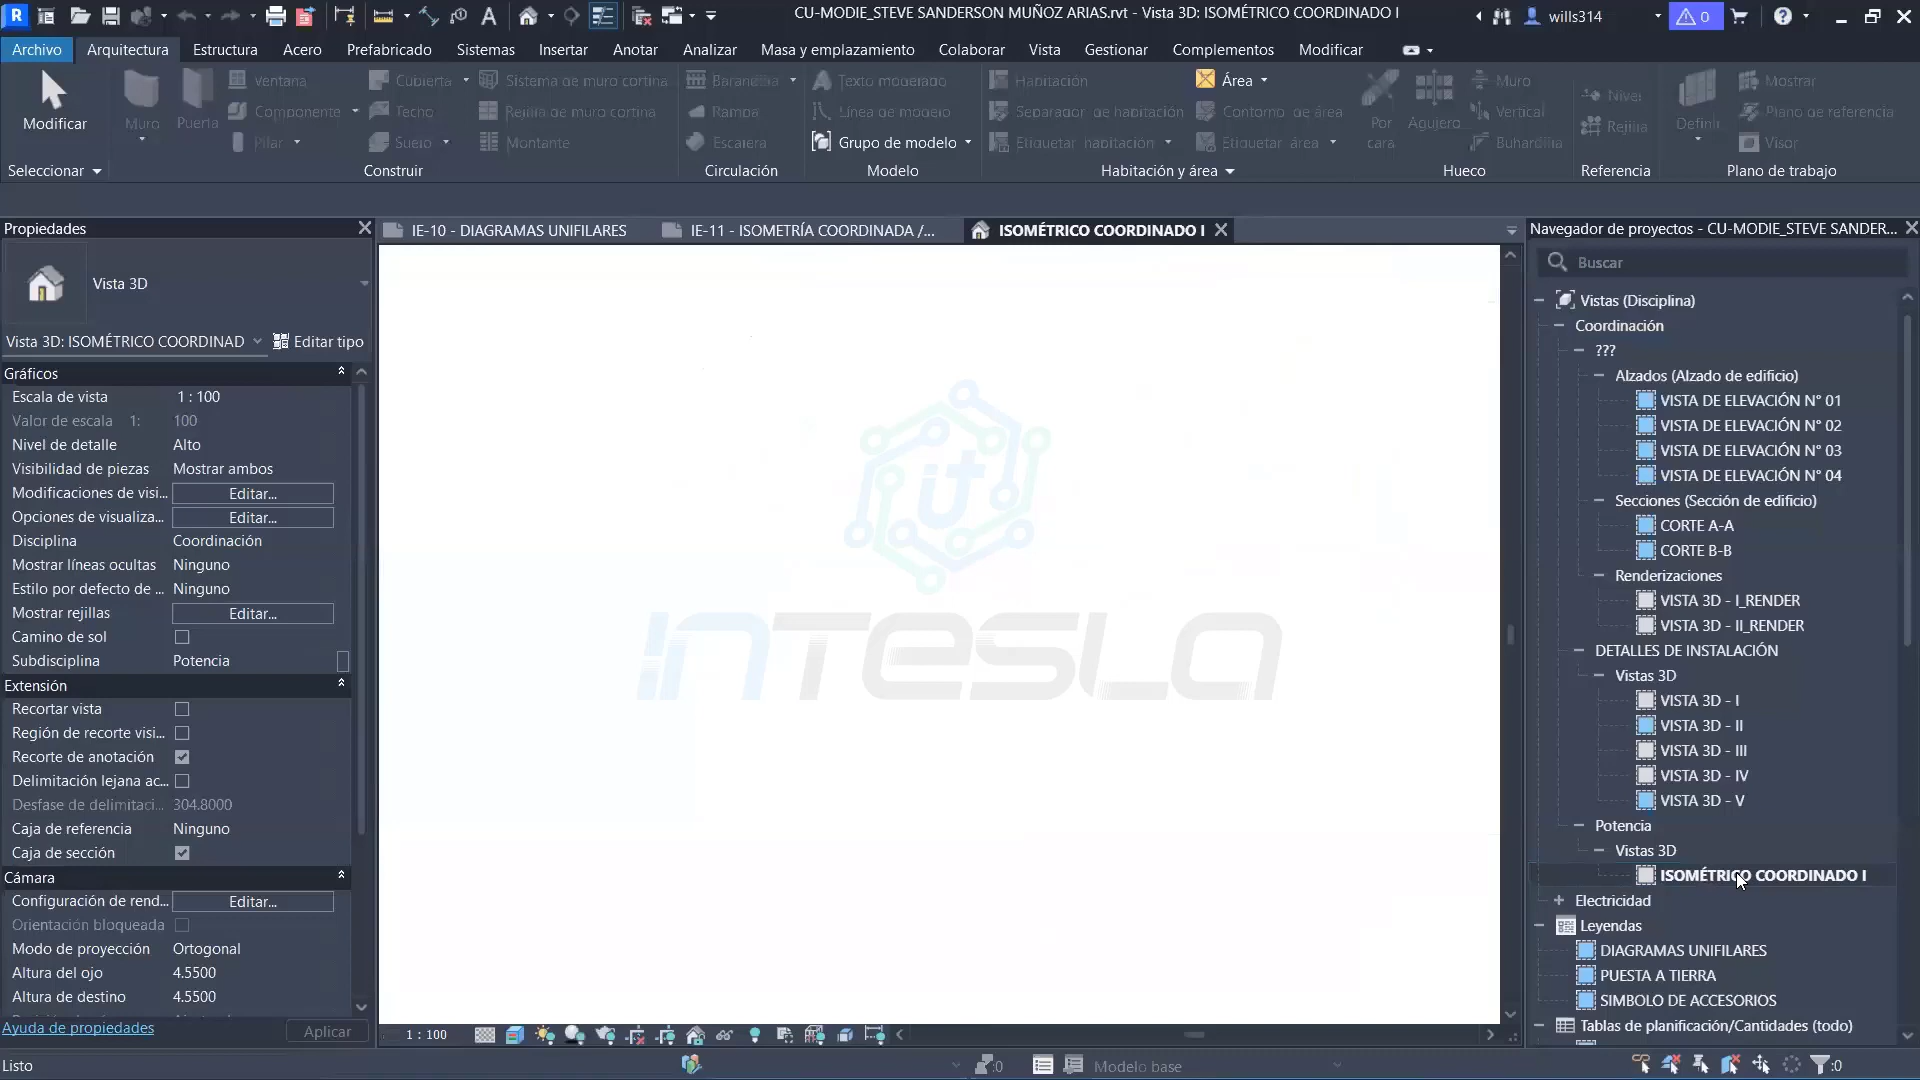 CU-MODIE_STEVE SANDERSON MUÑOZ ARIAS.rvt - Vista 3D: ISOMÉTRICO COORDINADO I
wills314
0
Archivo Arquitectura Estructura Acero Prefabricado Sistemas Insertar Anotar Analizar Masa y emplazamiento Colaborar Vista Gestionar Complementos Modificar
Modificar
Muro
Puerta
Ventana
Componente
Pilar
Cubierta
Techo
Suelo
Sistema de muro cortina
Rejilla de muro cortina
Montante
Barandilla
Rampa
Escalera
Texto modelado
Línea de modelo
Grupo de modelo
Habitación
Separador de habitación
Etiquetar habitación
Área
Contorno de área
Etiquetar área
Por cara
Agujero
Muro
Vertical
Buhardilla
Nivel
Rejilla
Definir
Mostrar
Plano de referencia
Visor
Seleccionar Construir Circulación Modelo Habitación y área Hueco Referencia Plano de trabajo
Propiedades
Vista 3D
Vista 3D: ISOMÉTRICO COORDINAD Editar tipo
Gráficos
Escala de vista 1 : 100
Valor de escala 1: 100
Nivel de detalle Alto
Visibilidad de piezas Mostrar ambos
Modificaciones de visi... Editar...
Opciones de visualiza... Editar...
Disciplina Coordinación
Mostrar líneas ocultas Ninguno
Estilo por defecto de ... Ninguno
Mostrar rejillas Editar...
Camino de sol
Subdisciplina Potencia
Extensión
Recortar vista
Región de recorte visi...
Recorte de anotación
Delimitación lejana ac...
Desfase de delimitaci... 304.8000
Caja de referencia Ninguno
Caja de sección
Cámara
Configuración de rend... Editar...
Orientación bloqueada
Modo de proyección Ortogonal
Altura del ojo 4.5500
Altura de destino 4.5500
Ayuda de propiedades Aplicar
Listo
IE-10 - DIAGRAMAS UNIFILARES
IE-11 - ISOMETRÍA COORDINADA /...
ISOMÉTRICO COORDINADO I
it
INTESLA
1 : 100
:0
Modelo base
:0
Navegador de proyectos - CU-MODIE_STEVE SANDER...
Buscar
Vistas (Disciplina)
Coordinación
???
Alzados (Alzado de edificio)
VISTA DE ELEVACIÓN N° 01
VISTA DE ELEVACIÓN N° 02
VISTA DE ELEVACIÓN N° 03
VISTA DE ELEVACIÓN N° 04
Secciones (Sección de edificio)
CORTE A-A
CORTE B-B
Renderizaciones
VISTA 3D - I_RENDER
VISTA 3D - II_RENDER
DETALLES DE INSTALACIÓN
Vistas 3D
VISTA 3D - I
VISTA 3D - II
VISTA 3D - III
VISTA 3D - IV
VISTA 3D - V
Potencia
Vistas 3D
ISOMÉTRICO COORDINADO I
Electricidad
Leyendas
DIAGRAMAS UNIFILARES
PUESTA A TIERRA
SIMBOLO DE ACCESORIOS
Tablas de planificación/Cantidades (todo)